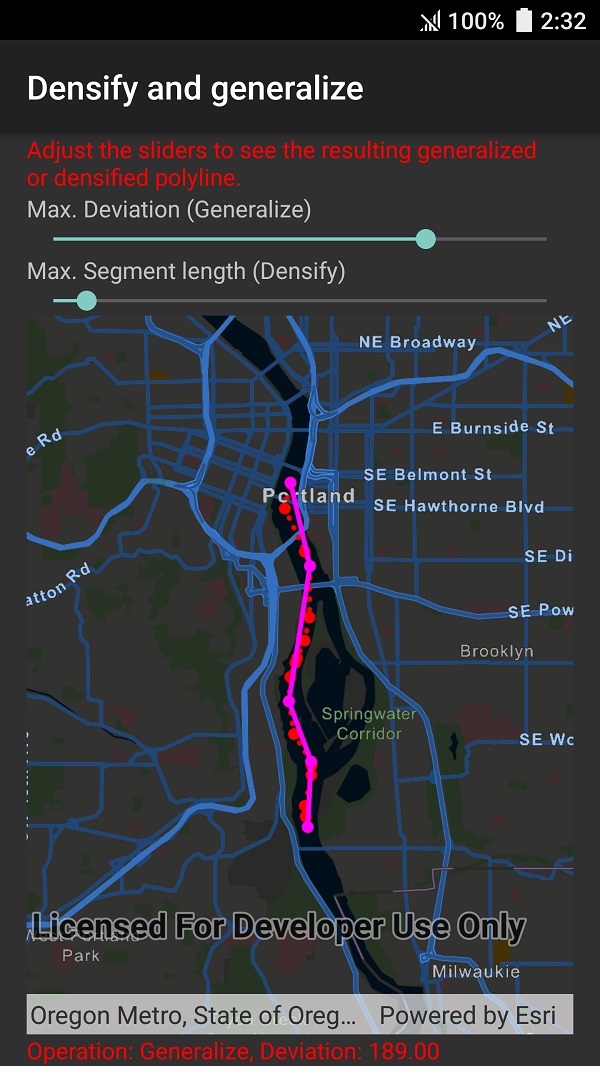 100% 2:32
Densify and generalize
Adjust the sliders to see the resulting generalized
or densified polyline.
Max. Deviation (Generalize)
Max. Segment length (Densify)
NE
NE Broadway
E Burnside St
e Rd
SE Belmont St
Portland
SE Hawthorne Blvd
SE Di
atton Rd
SE Pow
Brooklyn
Springwater
Corridor
SE Wc
Licensed For Developer Use Only
West Portland
Park
Milwaukie
Oregon Metro, State of Oreg... Powered by Esri
Operation: Generalize, Deviation: 189.00